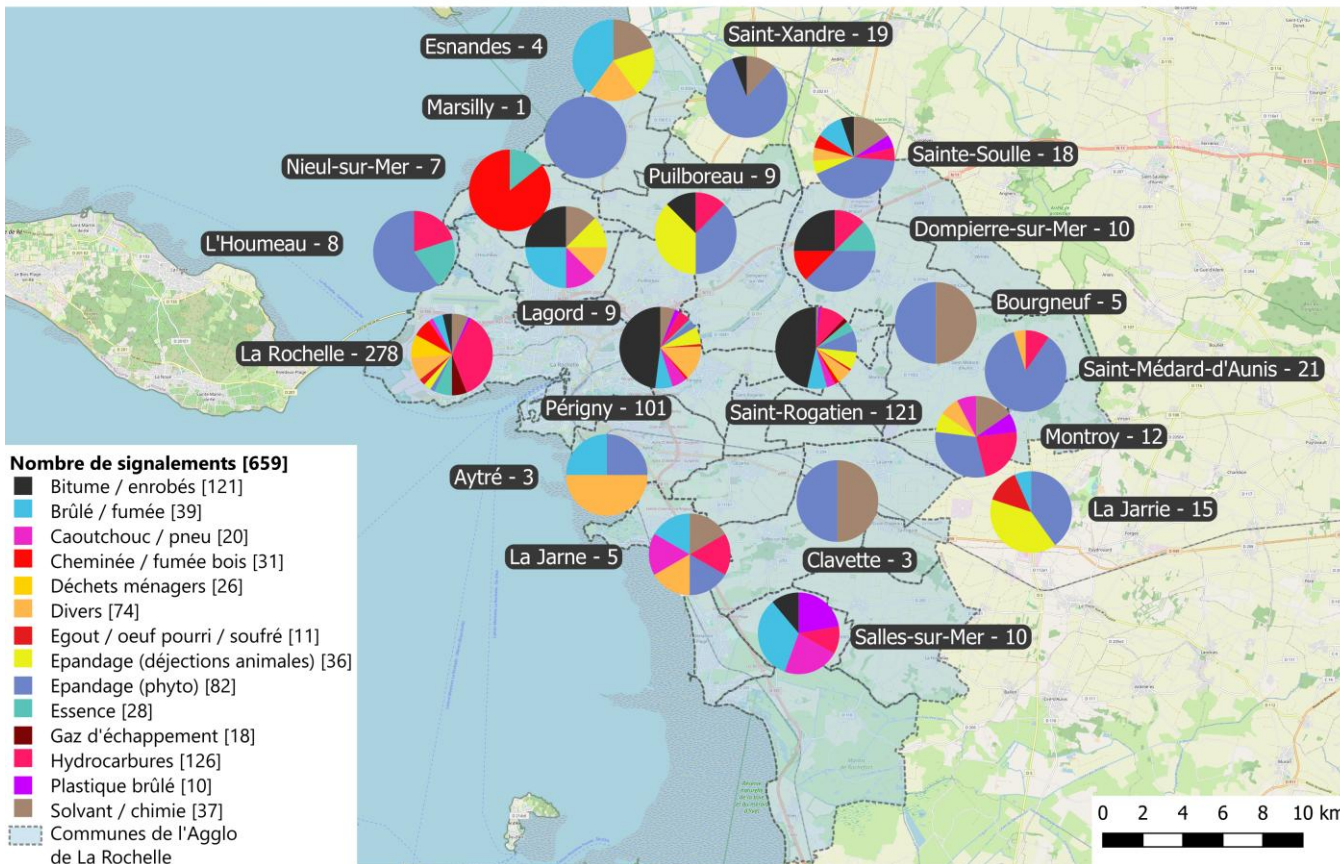 Esnandes - 4
Saint-Xandre - 19
Marsilly - 1
Sainte-Soulle - 18
Nieul-sur-Mer - 7
Puilboreau - 9
L'Houmeau - 8
Dompierre-sur-Mer - 10
Lagord - 9
Bourgneuf - 5
La Rochelle - 278
Saint-Médard-d'Aunis - 21
Périgny - 101
Saint-Rogatien - 121
Montroy - 12
Aytré - 3
La Jarrie - 15
La Jarne - 5
Clavette - 3
Salles-sur-Mer - 10
Nombre de signalements [659]
Bitume / enrobés [121]
Brûlé / fumée [39]
Caoutchouc / pneu [20]
Cheminée / fumée bois [31]
Déchets ménagers [26]
Divers [74]
Egout / oeuf pourri / soufré [11]
Epandage (déjections animales) [36]
Epandage (phyto) [82]
Essence [28]
Gaz d'échappement [18]
Hydrocarbures [126]
Plastique brûlé [10]
Solvant / chimie [37]
Communes de l'Agglo
de La Rochelle
0 2 4 6 8 10 km